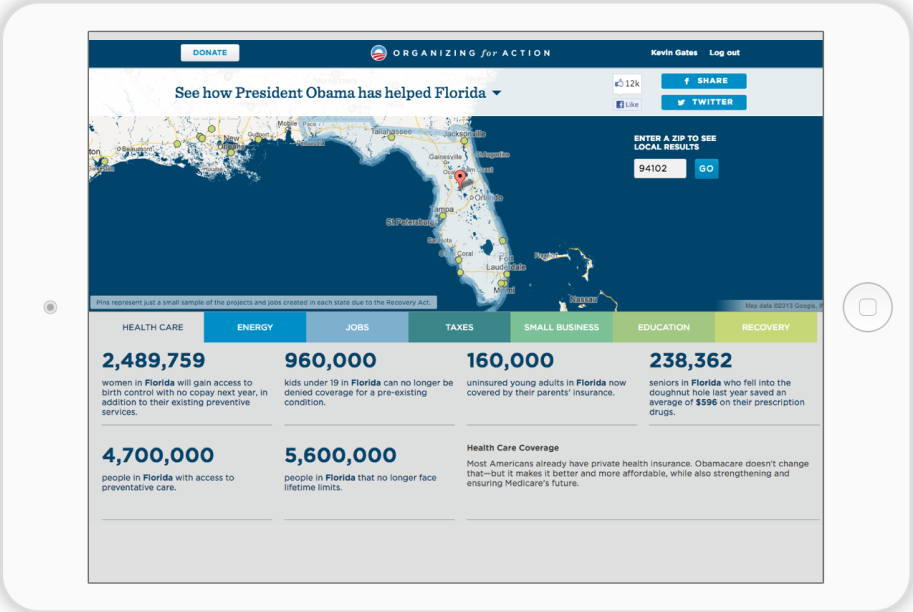 DONATE
ORGANIZING for ACTION
Kevin Gates Log out
See how President Obama has helped Florida
12k
Like
SHARE
TWITTER
Mobile
Tallahassee
Jacksonville
New Orleans
Gulfport
Beaumont
Gainesville
St Augustine
Orlando
Tampa
St Petersburg
Sarasota
Coral
Fort
Lauderdale
Miami
Freeport
Nassau
ENTER A ZIP TO SEE
LOCAL RESULTS
94102 GO
Pins represent just a small sample of the projects and jobs created in each state due to the Recovery Act.
Map data ©2013 Google,
HEALTH CARE ENERGY JOBS TAXES SMALL BUSINESS EDUCATION RECOVERY
2,489,759
women in Florida will gain access to
birth control with no copay next year, in
addition to their existing preventive
services.
960,000
kids under 19 in Florida can no longer be
denied coverage for a pre-existing
condition.
160,000
uninsured young adults in Florida now
covered by their parents' insurance.
238,362
seniors in Florida who fell into the
doughnut hole last year saved an
average of $596 on their prescription
drugs.
4,700,000
people in Florida with access to
preventative care.
5,600,000
people in Florida that no longer face
lifetime limits.
Health Care Coverage
Most Americans already have private health insurance. Obamacare doesn't change
that—but it makes it better and more affordable, while also strengthening and
ensuring Medicare's future.